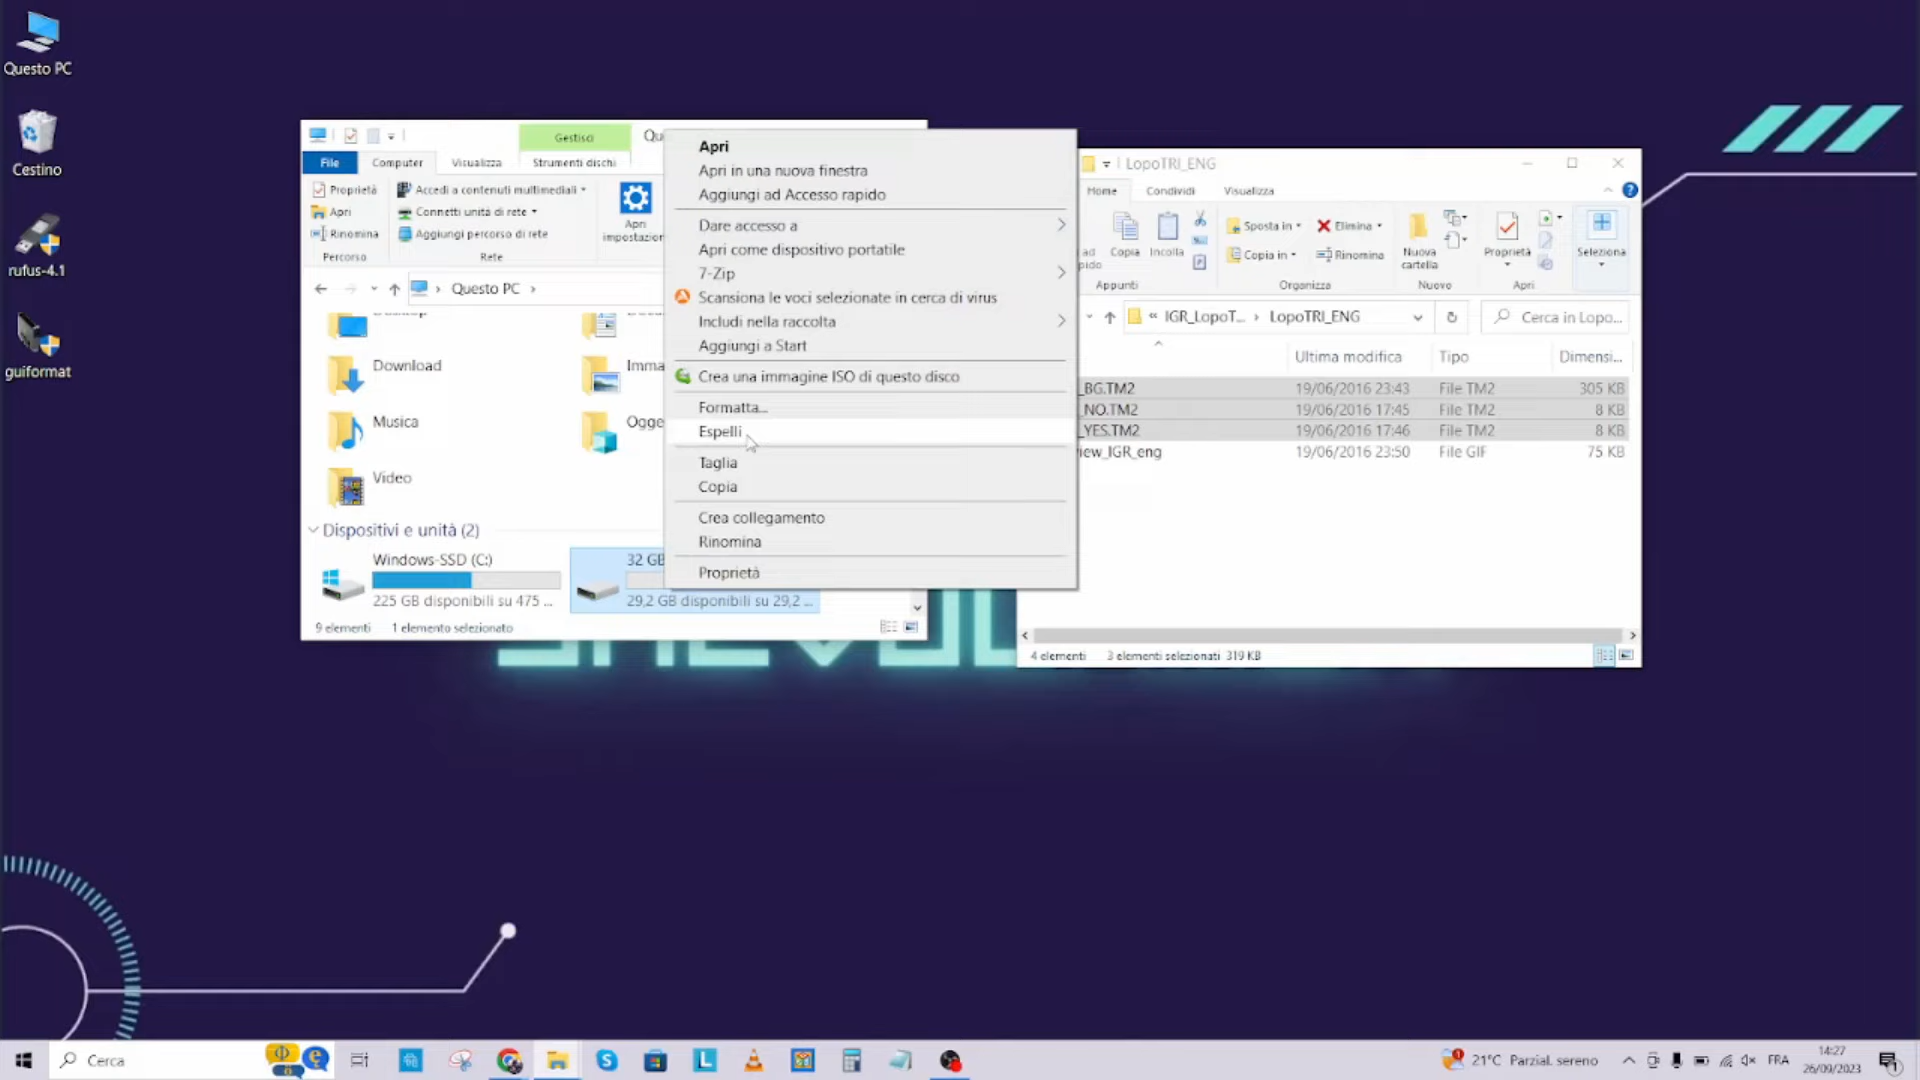 Questo PC
Cestino
rufus-4.1
guiformat
Gestisci
File
Computer
Visualizza
Strumenti dischi
Proprietà
Apri
Rinomina
Percorso
Accedi a contenuti multimediali
Connetti unità di rete
Aggiungi percorso di rete
Rete
Apri
Questo PC
Download
Musica
Video
Dispositivi e unità (2)
Windows-SSD (C:)
225 GB disponibili su 475 ...
32 GB
29,2 GB disponibili su 29,2 ...
9 elementi
1 elemento selezionato
Apri
Apri in una nuova finestra
Aggiungi ad Accesso rapido
Dare accesso a
Apri come dispositivo portatile
7-Zip
Scansiona le voci selezionate in cerca di virus
Includi nella raccolta
Aggiungi a Start
Crea una immagine ISO di questo disco
Formatta...
Espelli
Taglia
Copia
Crea collegamento
Rinomina
Proprietà
LopoTRI_ENG
Home
Condividi
Visualizza
Copia
Incolla
Appunti
Sposta in
Copia in
Elimina
Rinomina
Organizza
Nuova
cartella
Nuovo
Proprietà
Apri
Seleziona
« IGR_LopoT... › LopoTRI_ENG
Cerca in Lopo...
Ultima modifica
Tipo
Dimensi...
_BG.TM2 19/06/2016 23:43 File TM2 305 KB
_NO.TM2 19/06/2016 17:45 File TM2 8 KB
_YES.TM2 19/06/2016 17:46 File TM2 8 KB
iew_IGR_eng 19/06/2016 23:50 File GIF 75 KB
4 elementi
3 elementi selezionati 319 KB
Cerca
21°C Parzial. sereno
FRA
14:27
26/09/2023